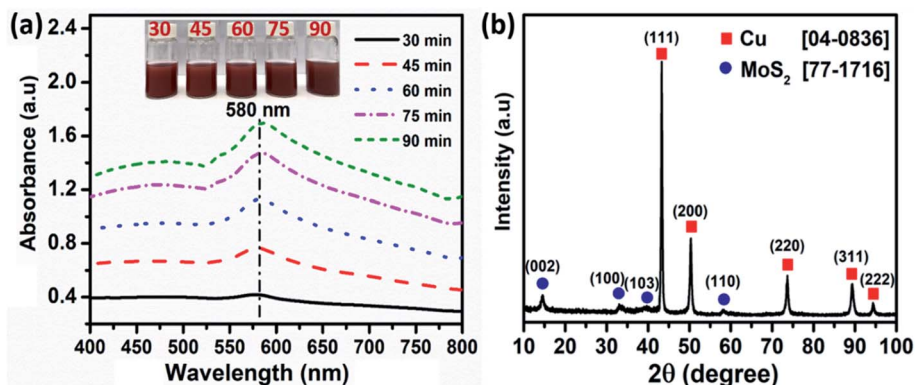 (a)
30 45 60 75 90
580 nm
30 min
45 min
60 min
75 min
90 min
Absorbance (a.u)
2.4
2.0
1.6
1.2
0.8
0.4
400 450 500 550 600 650 700 750 800
Wavelength (nm)
(b)
Cu [04-0836]
MoS₂ [77-1716]
Intensity (a.u)
(002)
(100)
(103)
(111)
(200)
(110)
(220)
(311)
(222)
10 20 30 40 50 60 70 80 90 100
2θ (degree)